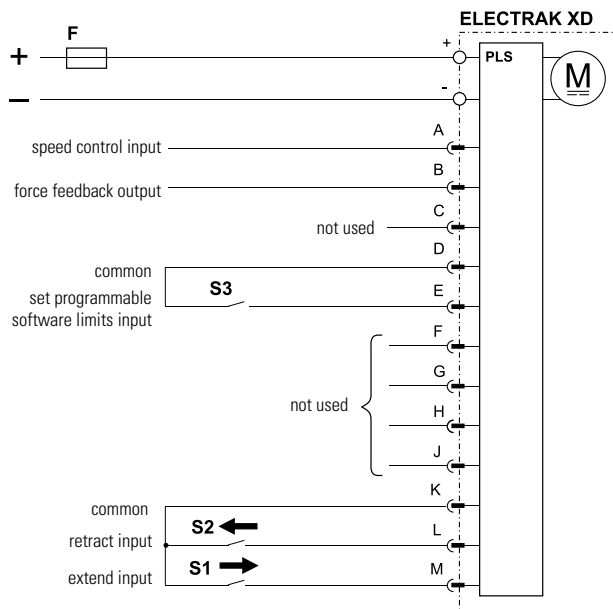 ELECTRAK XD
F
+
+
PLS
M
–
-
A
speed control input
B
force feedback output
C
not used
D
common
S3
E
set programmable
software limits input
F
G
not used
H
J
K
common
S2
L
retract input
S1
M
extend input